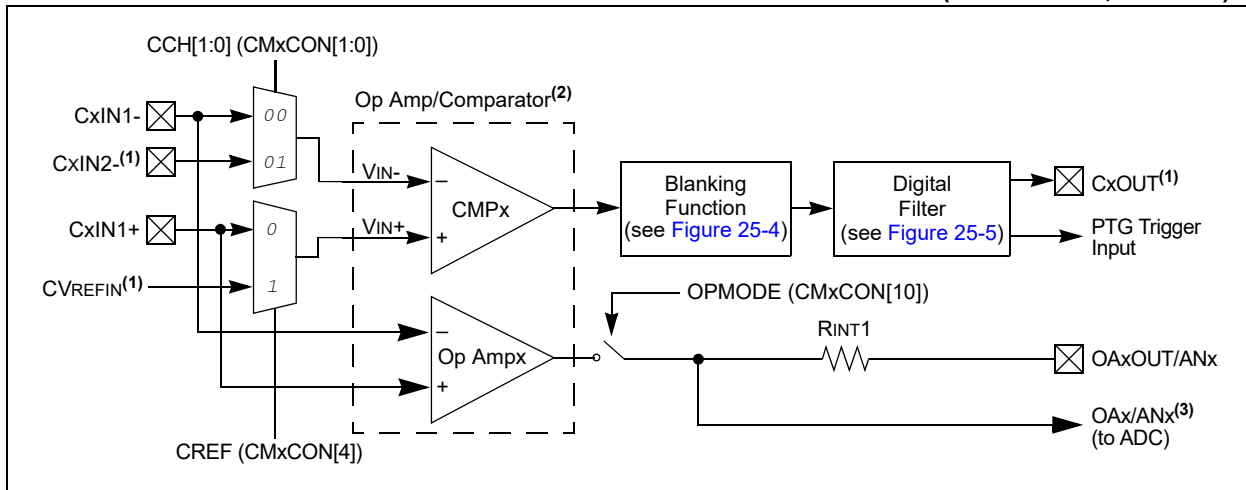 CCH[1:0] (CMxCON[1:0])
CxIN1-
00
Op Amp/Comparator(2)
CxIN2-(1)
01
VIN-
–
CMPx
Blanking
Function
(see Figure 25-4)
Digital
Filter
(see Figure 25-5)
CxOUT(1)
CxIN1+
0
VIN+
+
PTG Trigger
Input
CVREFIN(1)
1
OPMODE (CMxCON[10])
–
Op Ampx
+
RINT1
OAxOUT/ANx
OAx/ANx(3)
(to ADC)
CREF (CMxCON[4])